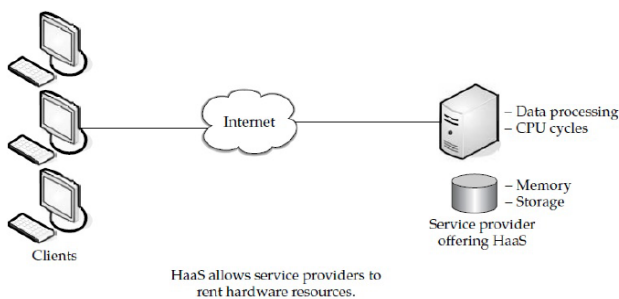 Internet
– Data processing
– CPU cycles
– Memory
– Storage
Service provider
offering HaaS
Clients
HaaS allows service providers to
rent hardware resources.